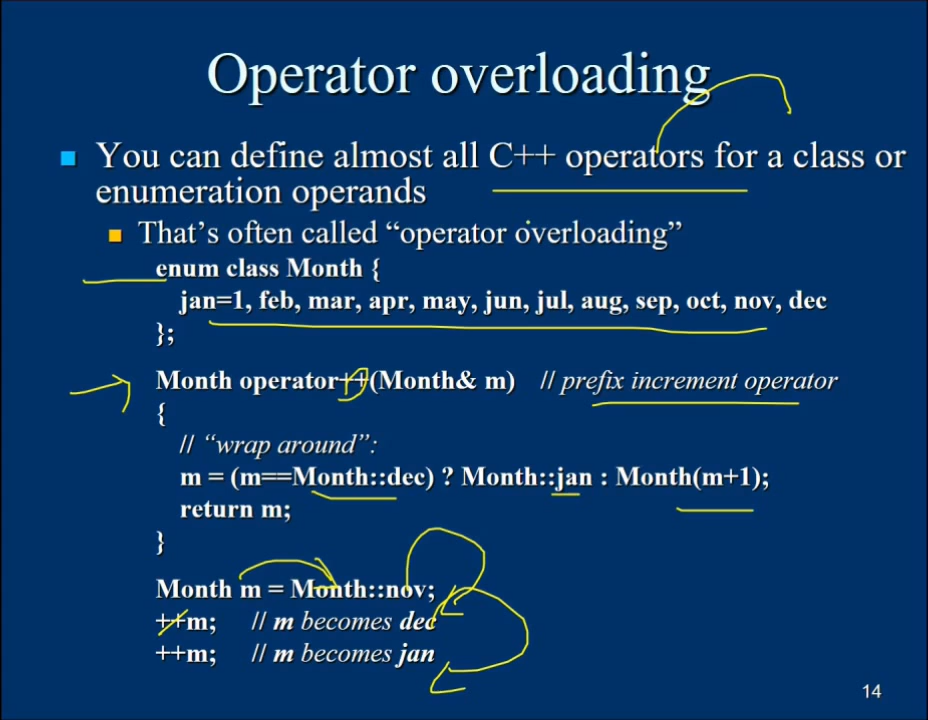 Operator overloading
You can define almost all C++ operators for a class or
enumeration operands
That’s often called “operator overloading”
enum class Month {
jan=1, feb, mar, apr, may, jun, jul, aug, sep, oct, nov, dec
};
Month operator++(Month& m) // prefix increment operator
{
// “wrap around”:
m = (m==Month::dec) ? Month::jan : Month(m+1);
return m;
}
Month m = Month::nov;
++m; // m becomes dec
++m; // m becomes jan
14